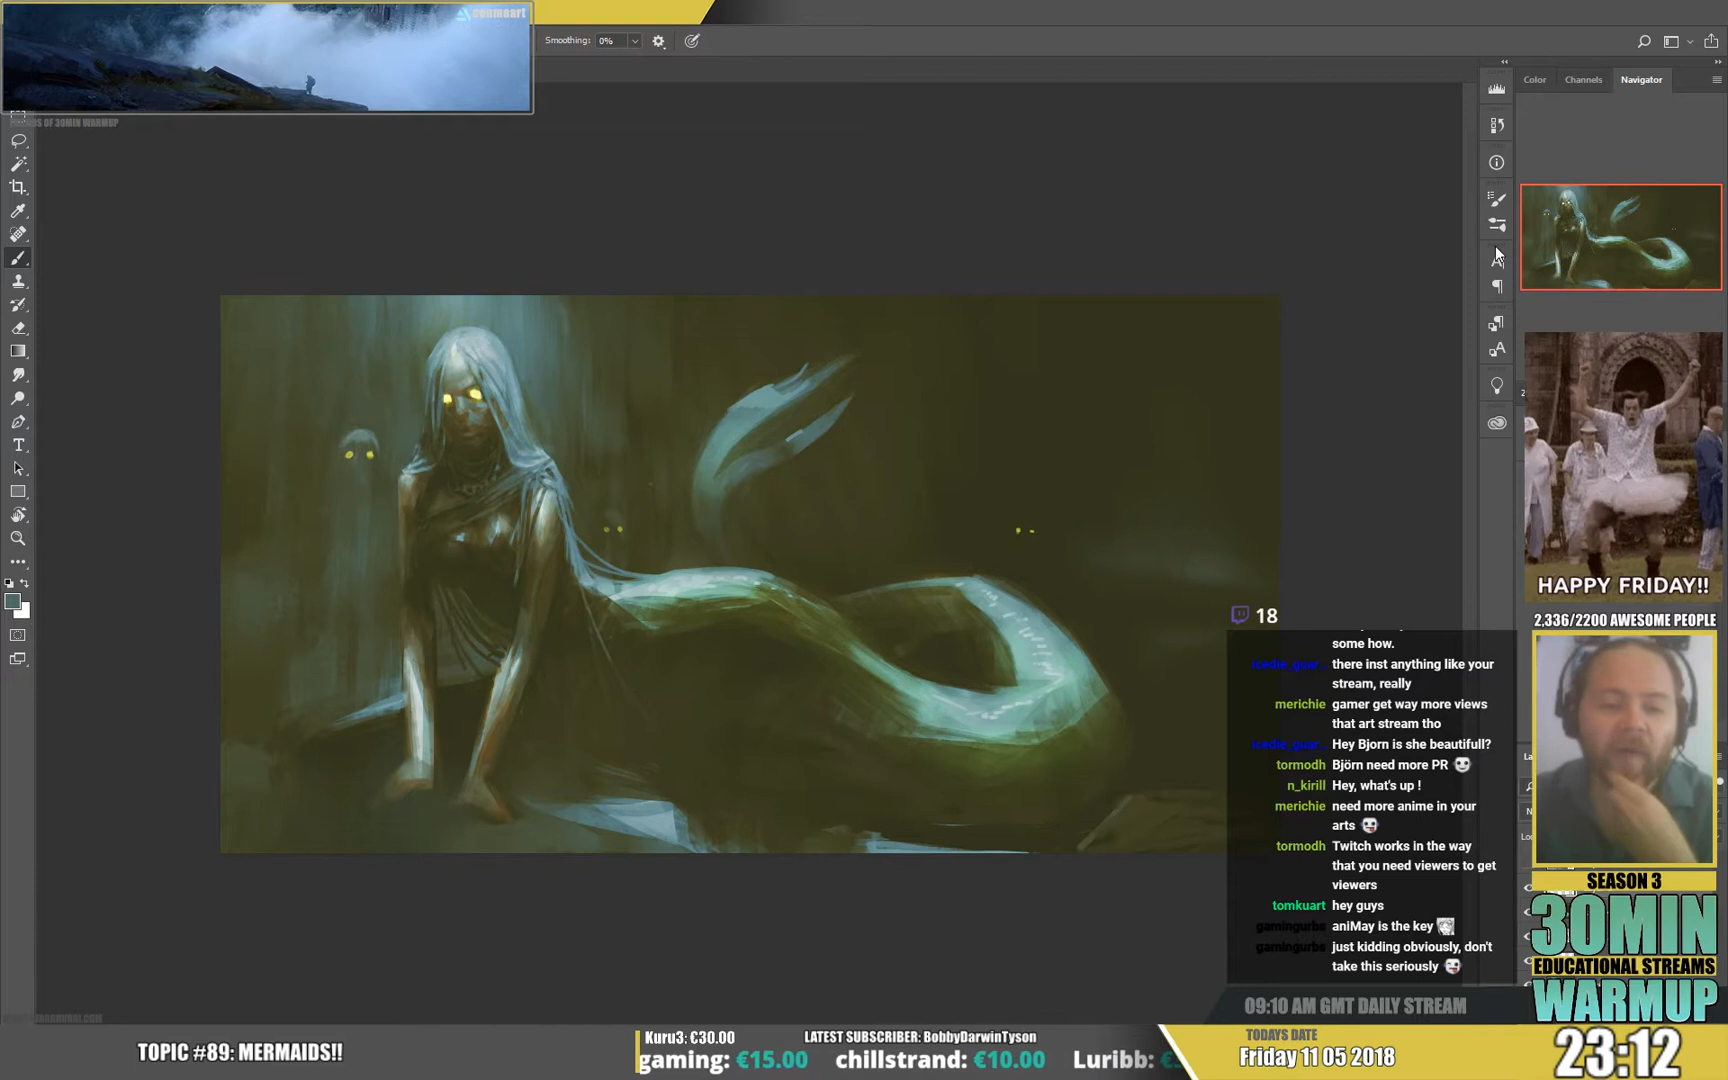 Smoothing: 0%
Color Channels Navigator
HAPPY FRIDAY!!
2,336/2200 AWESOME PEOPLE
18
some how.
there inst anything like your
stream, really
merichie gamer get way more views
that art stream tho
Hey Bjorn is she beautifull?
tormodh Björn need more PR
n_kirill Hey, what's up !
merichie need more anime in your
arts
tormodh Twitch works in the way
that you need viewers to get
viewers
tomkuart hey guys
gamingurbs aniMay is the key
gamingurbs just kidding obviously, don't
take this seriously
SEASON 3
30MIN
EDUCATIONAL STREAMS
WARMUP
09:10 AM GMT DAILY STREAM
TOPIC #89: MERMAIDS!!
Kuru3: €30.00 LATEST SUBSCRIBER: BobbyDarwinTyson
gaming: €15.00 chillstrand: €10.00 Luribb:
TODAYS DATE
Friday 11 05 2018
23:12